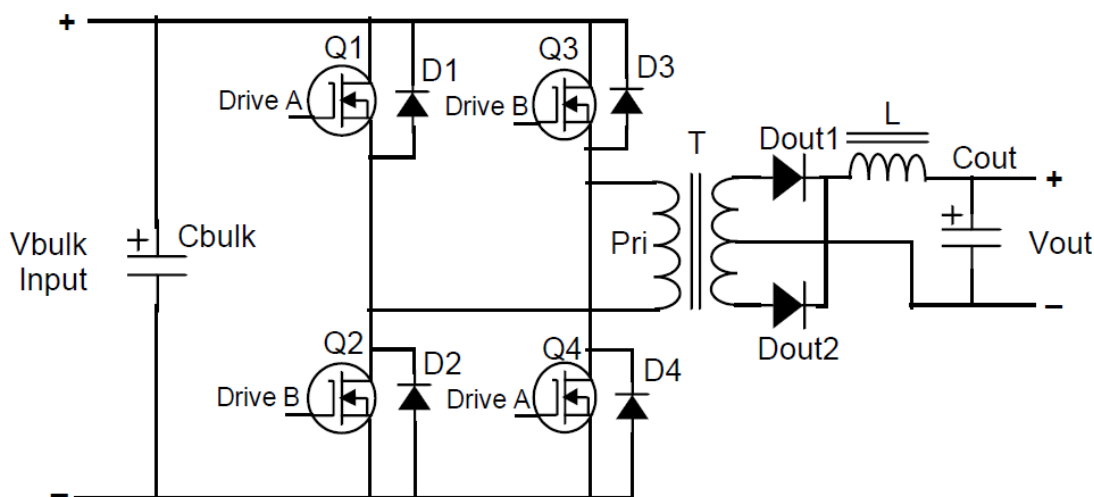 +
Q1
D1
Drive A
Q3
D3
Drive B
T
Dout1
L
Cout
+
+
Vout
–
Pri
Dout2
Vbulk
Input
+
Cbulk
Q2
D2
Drive B
Q4
D4
Drive A
–